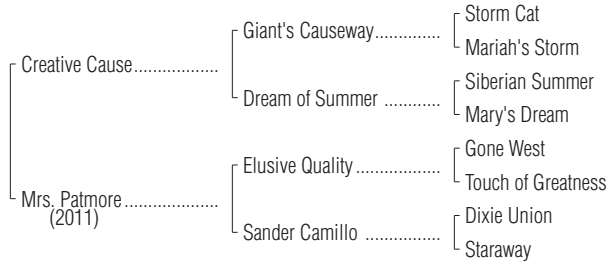 Storm Cat
Giant's Causeway..............
Mariah's Storm
Creative Cause..................
Siberian Summer
Dream of Summer ............
Mary's Dream
Gone West
Elusive Quality .................
Touch of Greatness
Mrs. Patmore ...................
(2011)
Dixie Union
Sander Camillo ...............
Staraway